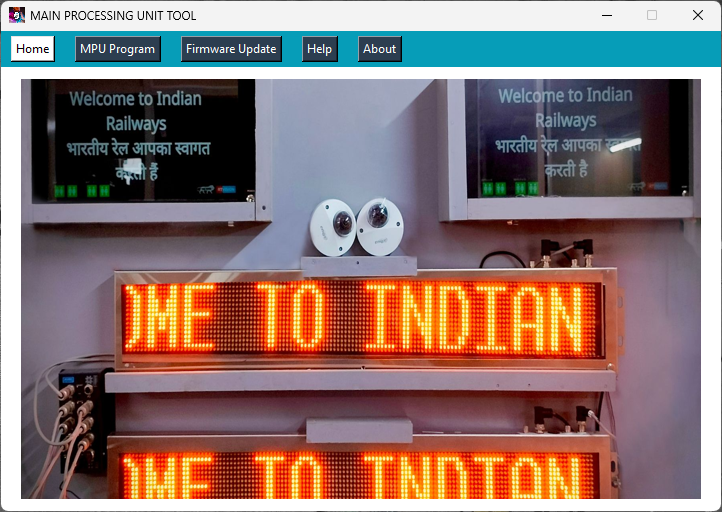 MAIN PROCESSING UNIT TOOL
Home MPU Program Firmware Update Help About
Welcome to Indian
Railways
भारतीय रेल आपका स्वागत
करती है
Welcome to Indian
Railways
भारतीय रेल आपका स्वागत
करती है
OME TO INDIAN
OME TO INDIAN